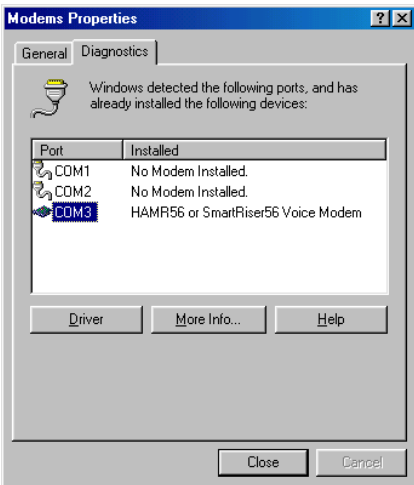 Modems Properties
General Diagnostics
Windows detected the following ports, and has
already installed the following devices:
Port Installed
COM1 No Modem Installed.
COM2 No Modem Installed.
COM3 HAMR56 or SmartRiser56 Voice Modem
Driver More Info... Help
Close Cancel